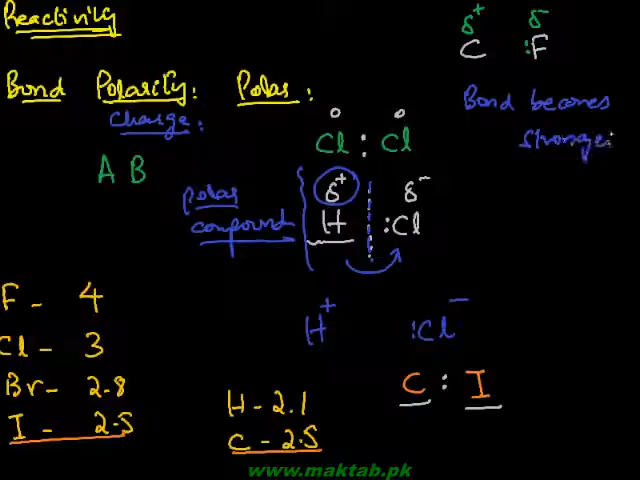 Reactivity
δ+ δ-
C :F
Bond Polarity: Polar:
Bond becomes
stronger
Charge:
o o
Cl : Cl
A B
δ+ δ-
polar
compound
H :Cl
H+ :Cl-
F - 4
Cl - 3
Br - 2.8
I - 2.5
H - 2.1
C - 2.5
C : I
www.maktab.pk